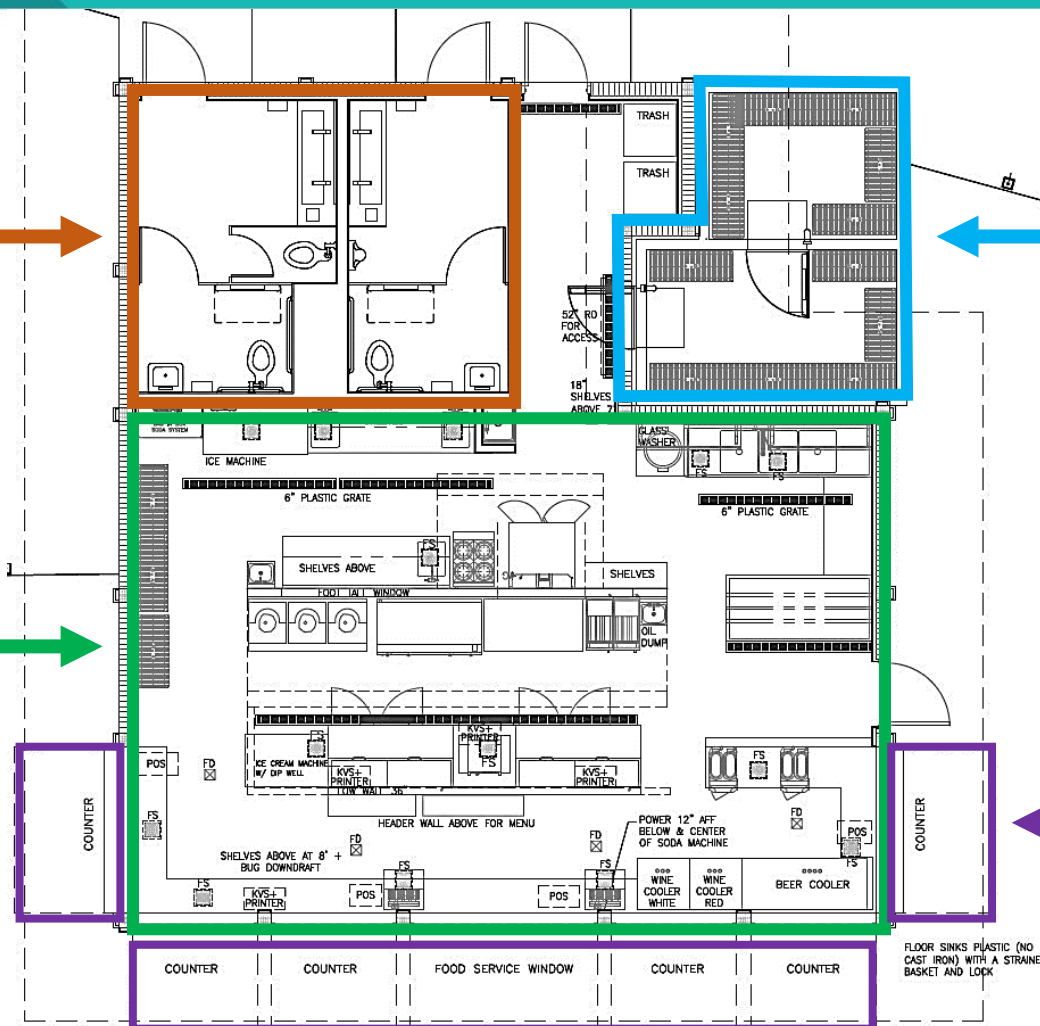 TRASH
TRASH
52" RD
FOR
ACCESS
18"
SHELVES
ABOVE 7'
SODA SYSTEM
ICE MACHINE
GLASS
WASHER
FS
FS
6" PLASTIC GRATE
6" PLASTIC GRATE
FS
SHELVES ABOVE
SHELVES
WINDOW
OIL
DUMP
KVS+
PRINTER
FS
POS
FD
ICE CREAM MACHINE
W/ DIP WELL
KVS+
PRINTER
KVS+
PRINTER
FS
LOW WALL 36"
COUNTER
COUNTER
HEADER WALL ABOVE FOR MENU
POWER 12" AFF
BELOW & CENTER
OF SODA MACHINE
FS
FD
FD
FD
POS
FS
SHELVES ABOVE AT 8' +
BUG DOWNDRAFT
FS
FS
FS
KVS+
PRINTER
POS
POS
WINE
COOLER
WHITE
WINE
COOLER
RED
BEER COOLER
FLOOR SINKS PLASTIC (NO
CAST IRON) WITH A STRAINE
BASKET AND LOCK
COUNTER
COUNTER
FOOD SERVICE WINDOW
COUNTER
COUNTER